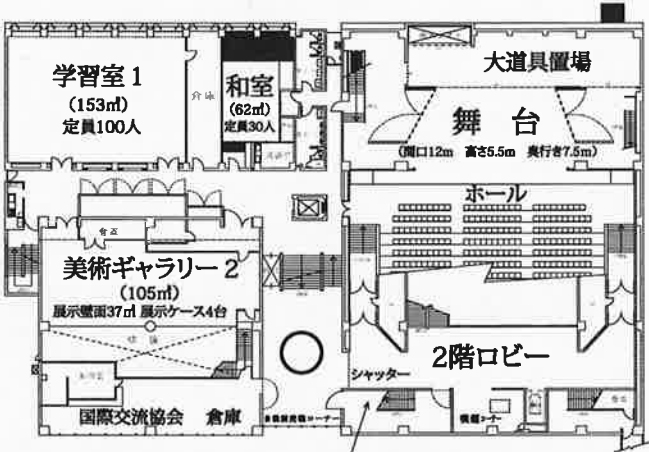 学習室1
(153㎡)
定員100人
和室
(62㎡)
定員30人
大道具置場
舞台
(間口12m 高さ5.5m 奥行き7.5m)
ホール
美術ギャラリー2
(105㎡)
展示壁面37㎡ 展示ケース4台
2階ロビー
シャッター
国際交流協会 倉庫